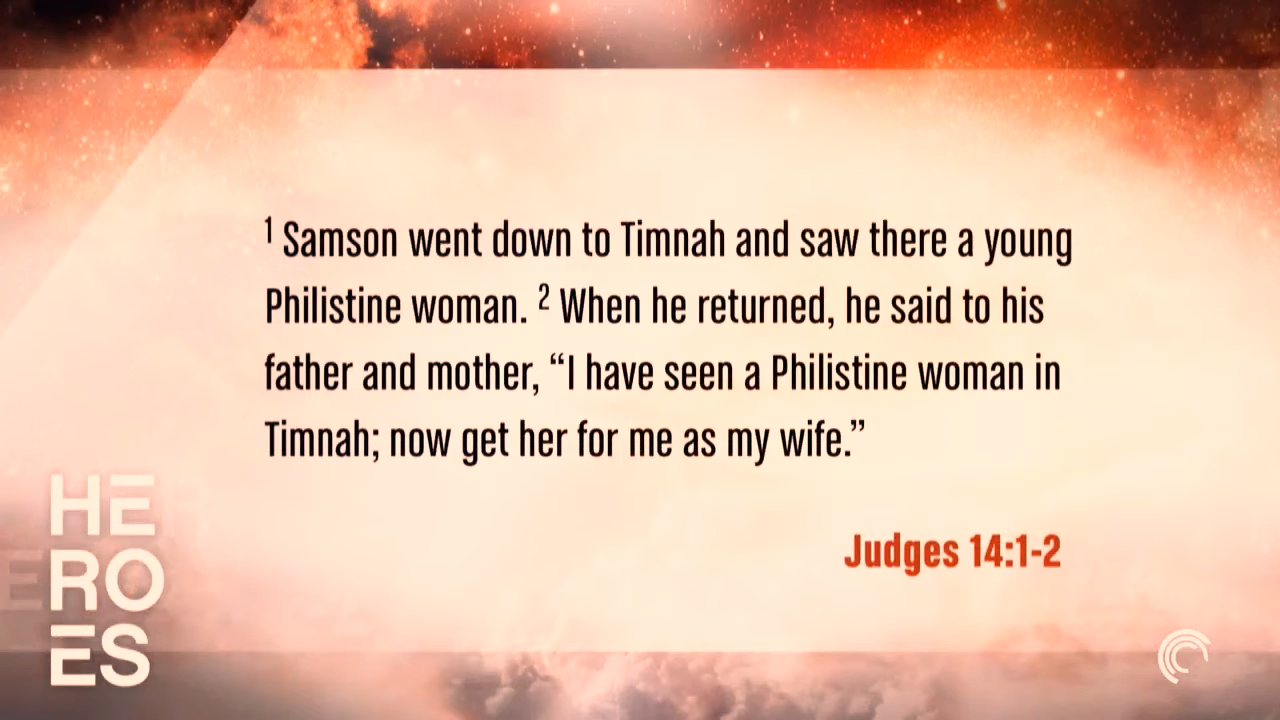 ¹ Samson went down to Timnah and saw there a young
Philistine woman. ² When he returned, he said to his
father and mother, “I have seen a Philistine woman in
Timnah; now get her for me as my wife.”
Judges 14:1-2
HE
RO
ES